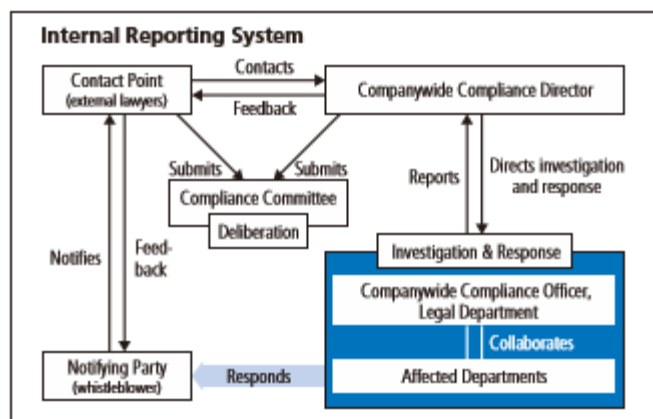 Internal Reporting System
Contact Point
(external lawyers)
Contacts
Feedback
Companywide Compliance Director
Submits
Submits
Compliance Committee
Deliberation
Reports
Directs investigation
and response
Notifies
Feed-
back
Investigation & Response
Companywide Compliance Officer,
Legal Department
Collaborates
Affected Departments
Notifying Party
(whistleblower)
Responds